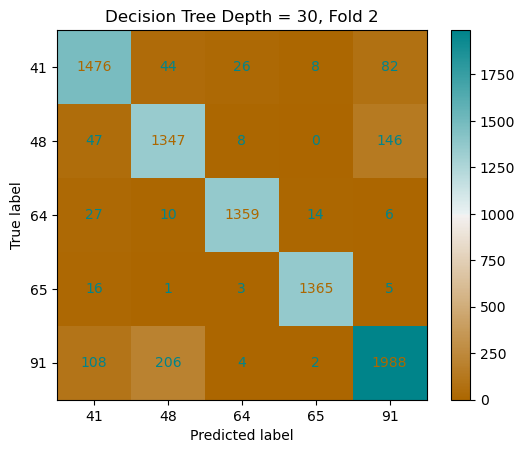 Decision Tree Depth = 30, Fold 2
True label
41 1476 44 26 8 82
48 47 1347 8 0 146
64 27 10 1359 14 6
65 16 1 3 1365 5
91 108 206 4 2 1988
41 48 64 65 91
Predicted label
1750
1500
1250
1000
750
500
250
0